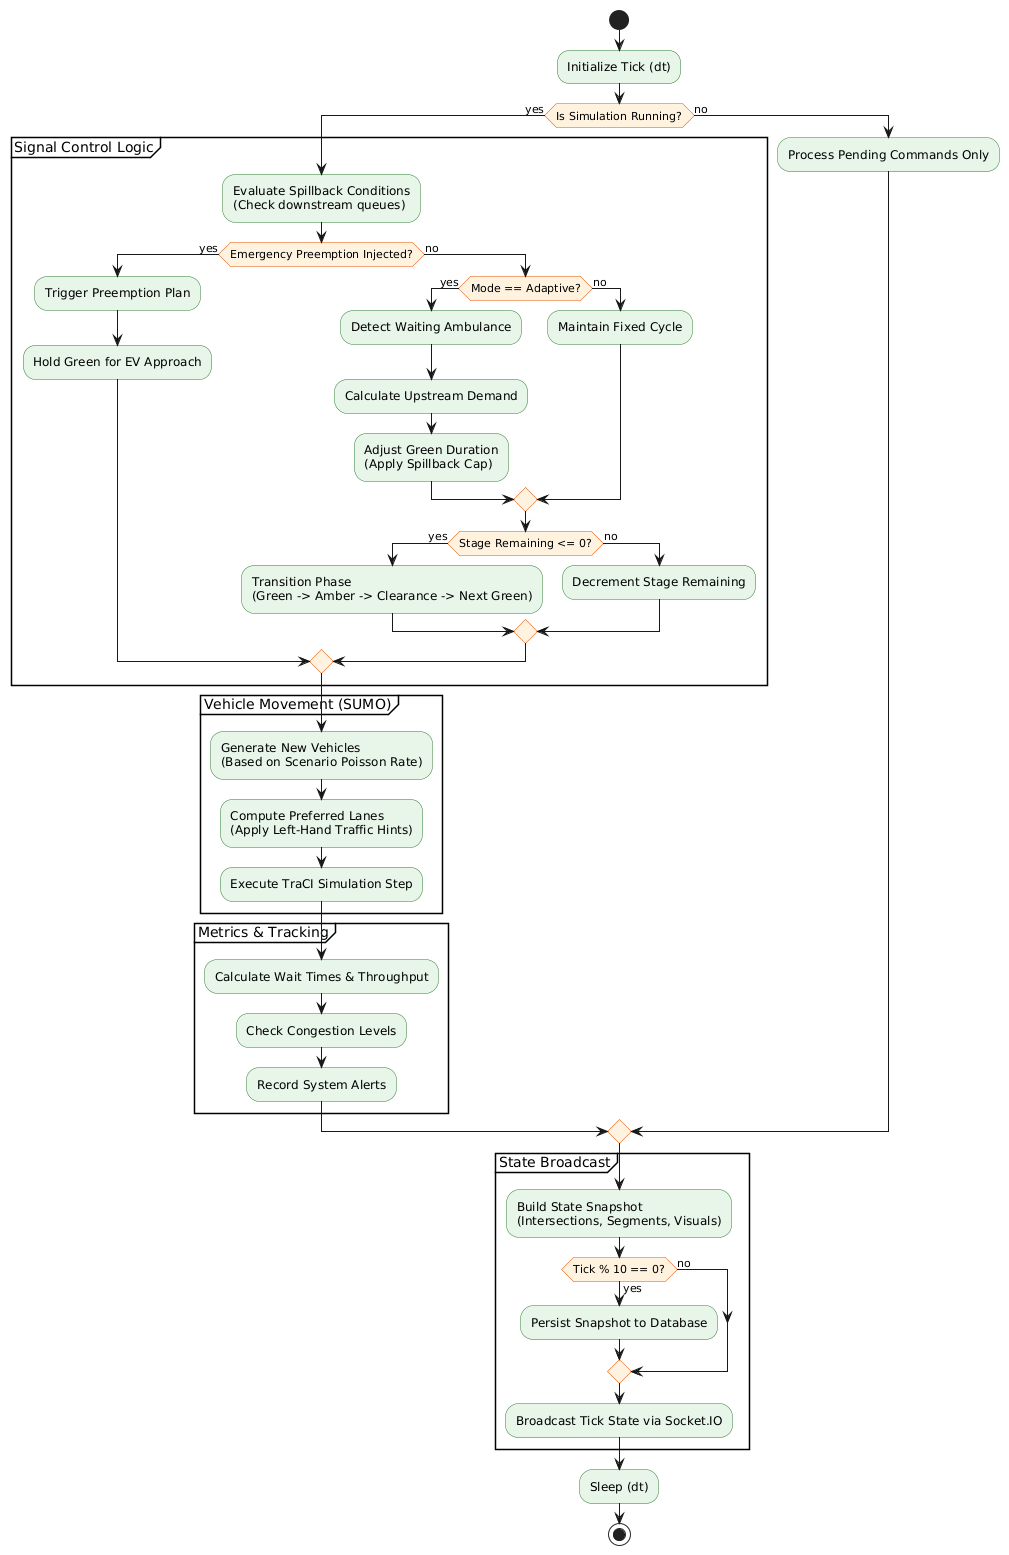 Initialize Tick (dt)
yes
Is Simulation Running?
no
Signal Control Logic
Process Pending Commands Only
Evaluate Spillback Conditions
(Check downstream queues)
yes
Emergency Preemption Injected?
no
Trigger Preemption Plan
yes
Mode == Adaptive?
no
Detect Waiting Ambulance
Maintain Fixed Cycle
Hold Green for EV Approach
Calculate Upstream Demand
Adjust Green Duration
(Apply Spillback Cap)
yes
Stage Remaining <= 0?
no
Transition Phase
(Green -> Amber -> Clearance -> Next Green)
Decrement Stage Remaining
Vehicle Movement (SUMO)
Generate New Vehicles
(Based on Scenario Poisson Rate)
Compute Preferred Lanes
(Apply Left-Hand Traffic Hints)
Execute TraCI Simulation Step
Metrics & Tracking
Calculate Wait Times & Throughput
Check Congestion Levels
Record System Alerts
State Broadcast
Build State Snapshot
(Intersections, Segments, Visuals)
Tick % 10 == 0?
no
yes
Persist Snapshot to Database
Broadcast Tick State via Socket.IO
Sleep (dt)